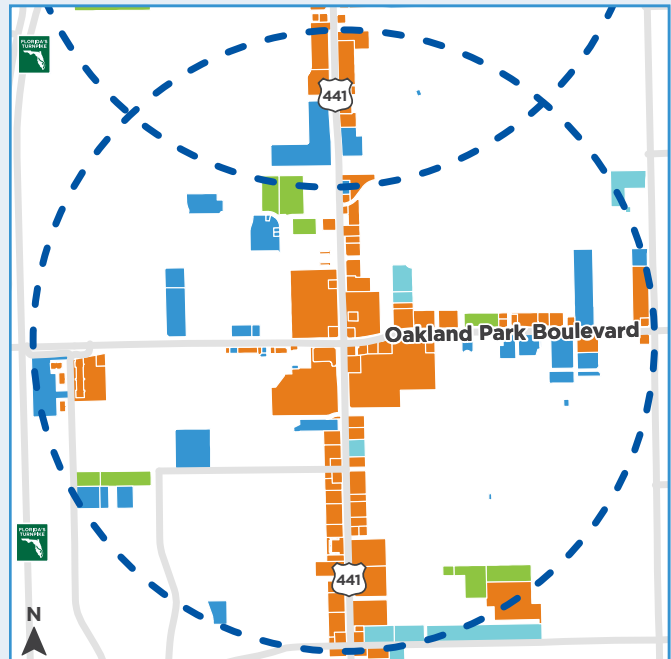 FLORIDA'S
TURNPIKE
441
Oakland Park Boulevard
FLORIDA'S
TURNPIKE
441
N